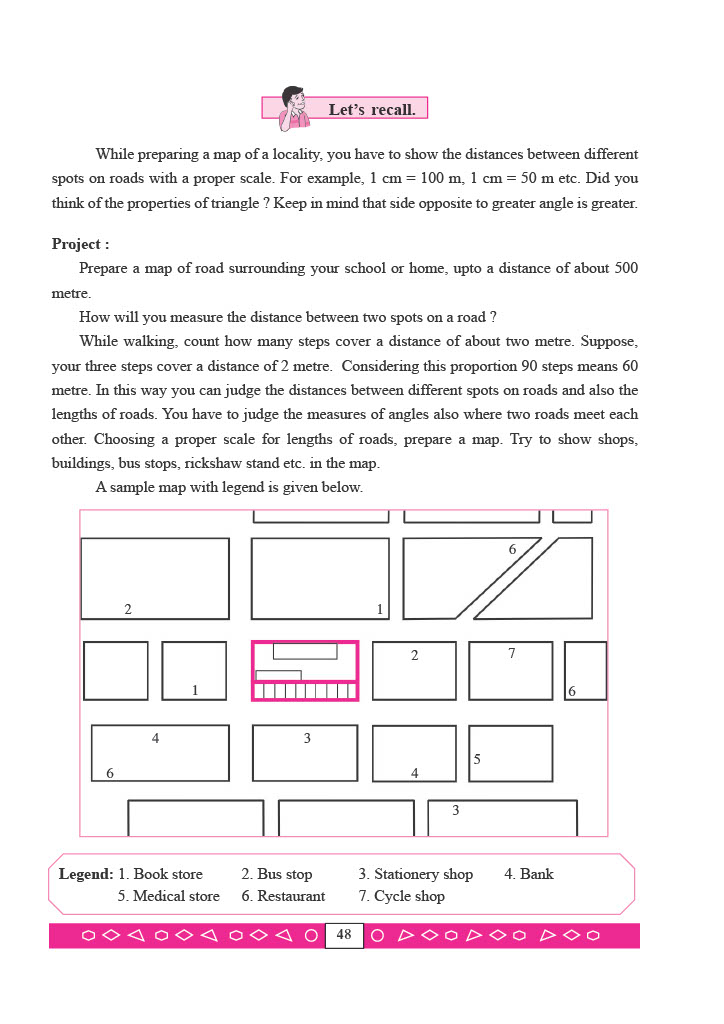 Let's recall.
While preparing a map of a locality, you have to show the distances between different
spots on roads with a proper scale. For example, 1 cm = 100 m, 1 cm = 50 m etc. Did you
think of the properties of triangle ? Keep in mind that side opposite to greater angle is greater.
Project :
Prepare a map of road surrounding your school or home, upto a distance of about 500
metre.
How will you measure the distance between two spots on a road ?
While walking, count how many steps cover a distance of about two metre. Suppose,
your three steps cover a distance of 2 metre. Considering this proportion 90 steps means 60
metre. In this way you can judge the distances between different spots on roads and also the
lengths of roads. You have to judge the measures of angles also where two roads meet each
other. Choosing a proper scale for lengths of roads, prepare a map. Try to show shops,
buildings, bus stops, rickshaw stand etc. in the map.
A sample map with legend is given below.
6
2 1
2 7
1 6
4 3
5
6 4
3
Legend: 1. Book store 2. Bus stop 3. Stationery shop 4. Bank
5. Medical store 6. Restaurant 7. Cycle shop
48